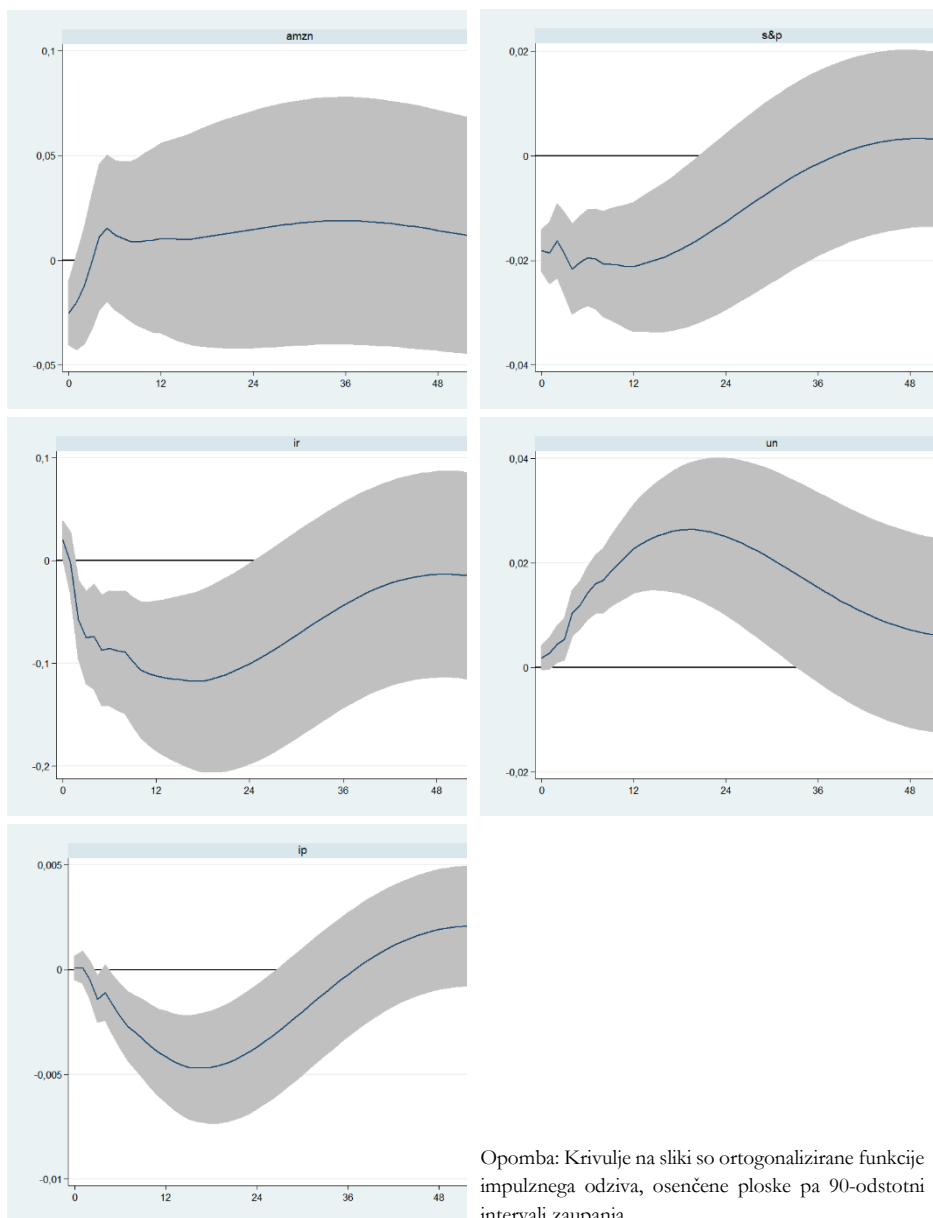 amzn
0,1
0,05
0
-0,05
0 12 24 36 48
s&p
0,02
0
-0,02
-0,04
0 12 24 36 48
ir
0,1
0
-0,1
-0,2
0 12 24 36 48
un
0,04
0,02
0
-0,02
0 12 24 36 48
ip
0,005
0
-0,005
-0,01
0 12 24 36 48
Opomba: Krivulje na sliki so ortogonalizirane funkcije
impulznega odziva, osenčene ploske pa 90-odstotni
intervali zaupanja